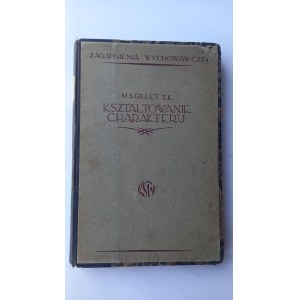 ZAGADNIENIA WYCHOWAWCZE
M.S. GILLET Z.K.
KSZTAŁTOWANIE
CHARAKTERU